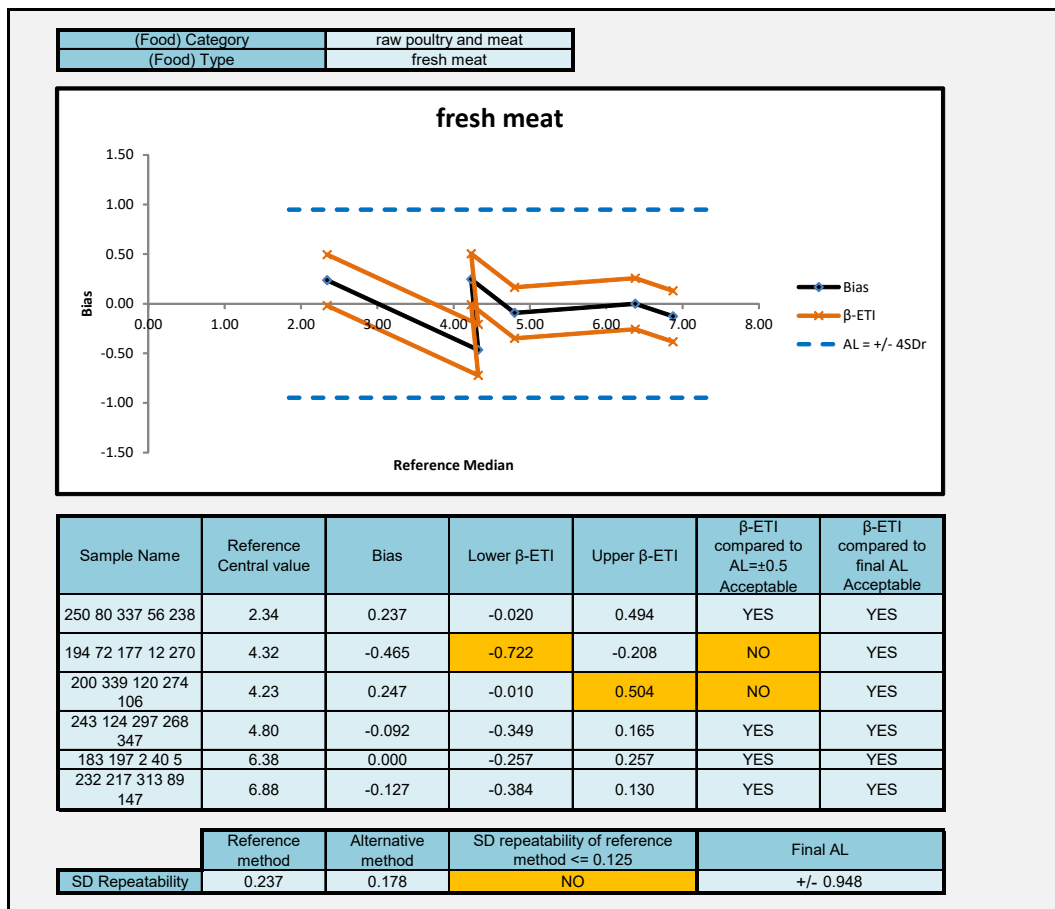 (Food) Category raw poultry and meat
(Food) Type fresh meat
fresh meat
1.50
1.00
0.50
0.00
-0.50
-1.00
-1.50
0.00 1.00 2.00 3.00 4.00 5.00 6.00 7.00 8.00
Bias
Reference Median
Bias
β-ETI
AL = +/- 4SDr
Sample Name
Reference
Central value
Bias
Lower β-ETI
Upper β-ETI
β-ETI
compared to
AL=±0.5
Acceptable
β-ETI
compared to
final AL
Acceptable
250 80 337 56 238 2.34 0.237 -0.020 0.494 YES YES
194 72 177 12 270 4.32 -0.465 -0.722 -0.208 NO YES
200 339 120 274
106 4.23 0.247 -0.010 0.504 NO YES
243 124 297 268
347 4.80 -0.092 -0.349 0.165 YES YES
183 197 2 40 5 6.38 0.000 -0.257 0.257 YES YES
232 217 313 89
147 6.88 -0.127 -0.384 0.130 YES YES
Reference
method
Alternative
method
SD repeatability of reference
method <= 0.125
Final AL
SD Repeatability 0.237 0.178 NO +/- 0.948